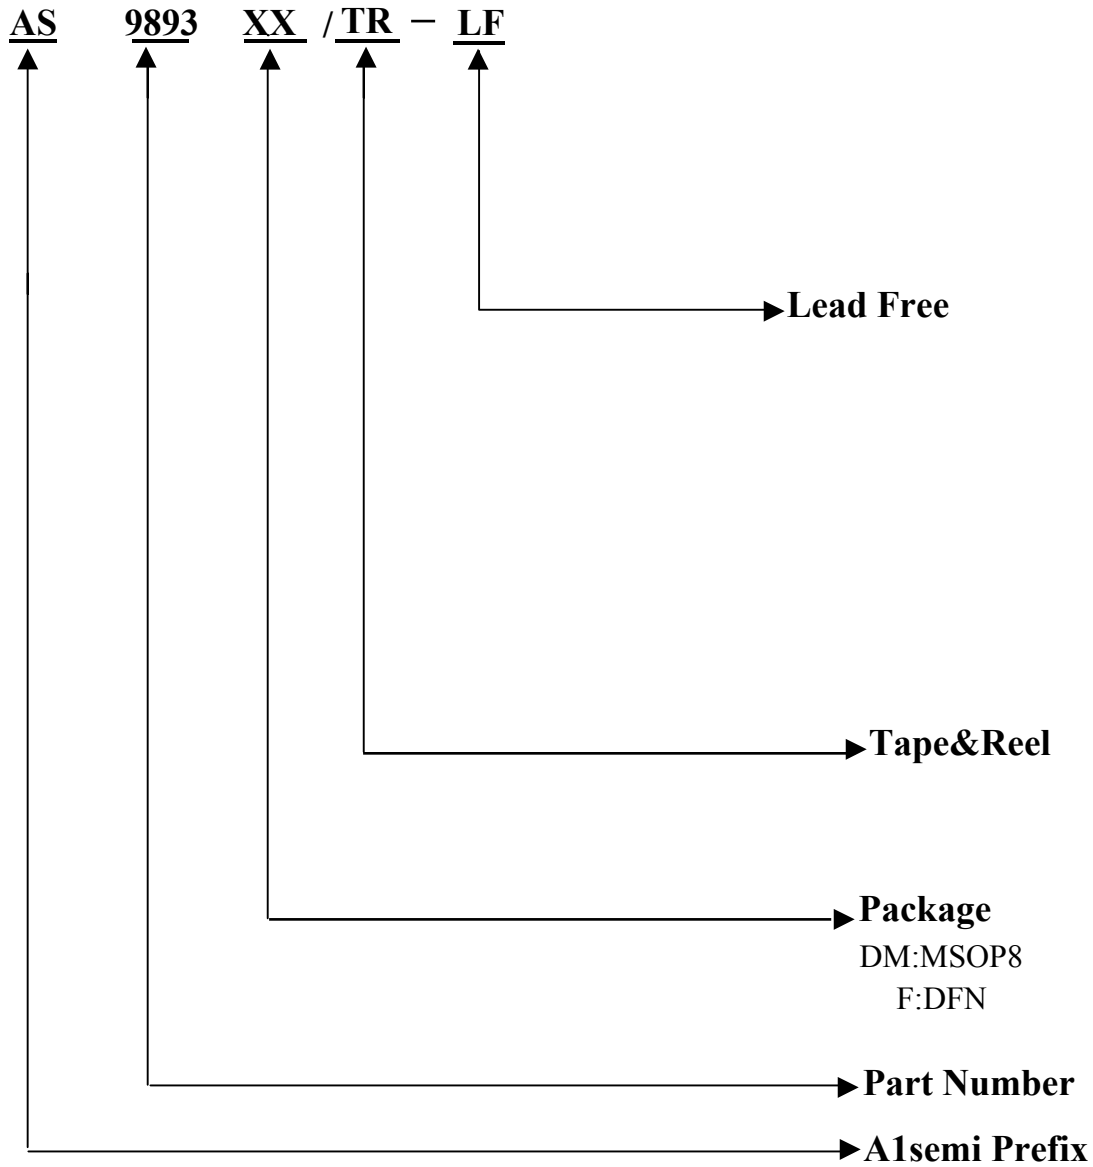 AS 9893 XX / TR – LF
Lead Free
Tape&Reel
Package
DM:MSOP8
F:DFN
Part Number
A1semi Prefix